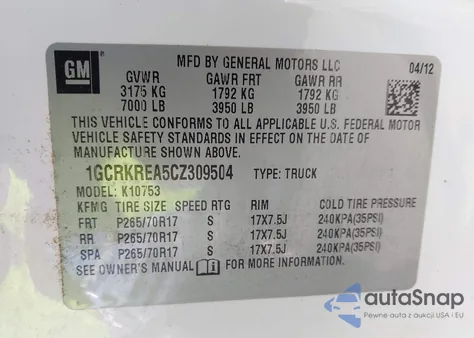 GM
MFD BY GENERAL MOTORS LLC 04/12
GVWR GAWR FRT GAWR RR
3175 KG 1792 KG 1792 KG
7000 LB 3950 LB 3950 LB
THIS VEHICLE CONFORMS TO ALL APPLICABLE U.S. FEDERAL MOTOR
VEHICLE SAFETY STANDARDS IN EFFECT ON THE DATE OF
MANUFACTURE SHOWN ABOVE.
1GCRKREA5CZ309504 TYPE: TRUCK
MODEL: K10753
KFMG TIRE SIZE SPEED RTG RIM COLD TIRE PRESSURE
FRT P265/70R17 S 17X7.5J 240KPA(35PSI)
RR P265/70R17 S 17X7.5J 240KPA(35PSI)
SPA P265/70R17 S 17X7.5J 240KPA(35PSI)
SEE OWNER'S MANUAL FOR MORE INFORMATION
autoSnap
Pewne auta z aukcji USA i EU